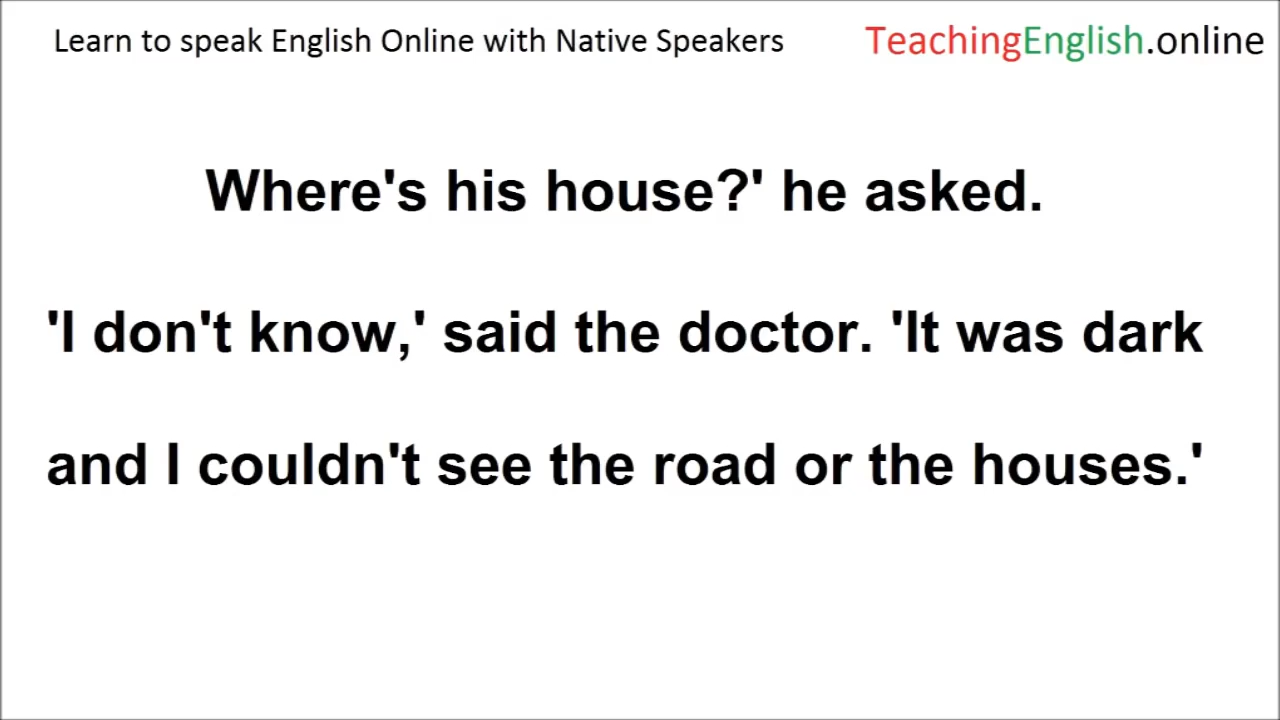 Learn to speak English Online with Native Speakers
TeachingEnglish.online
Where's his house?' he asked.
'I don't know,' said the doctor. 'It was dark
and I couldn't see the road or the houses.'